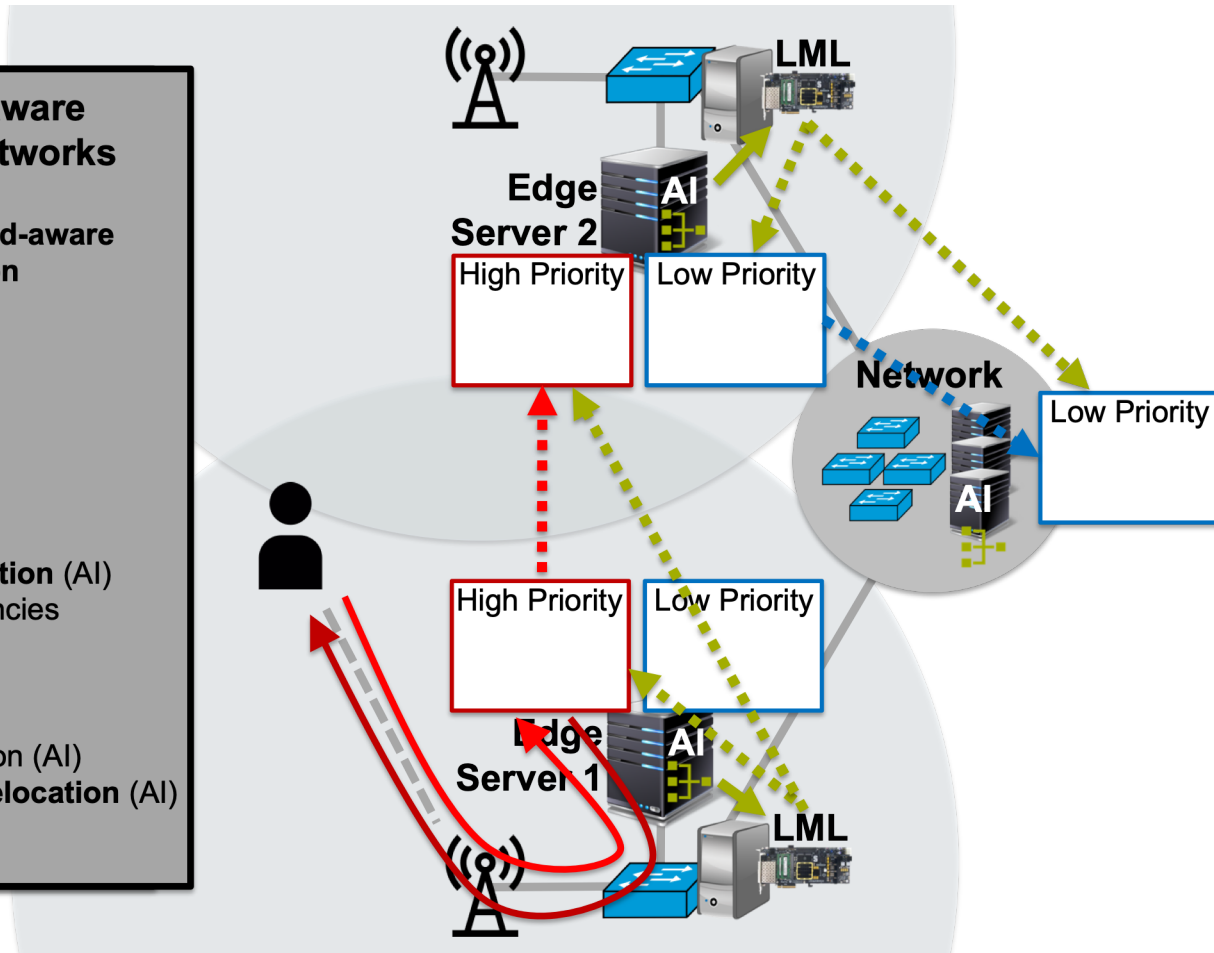 ware
tworks
d-aware
n
tion (AI)
ncies
on (AI)
elocation (AI)
LML
Edge
Server 2
AI
High Priority
Low Priority
Network
AI
Low Priority
High Priority
Low Priority
Edge
Server 1
AI
LML